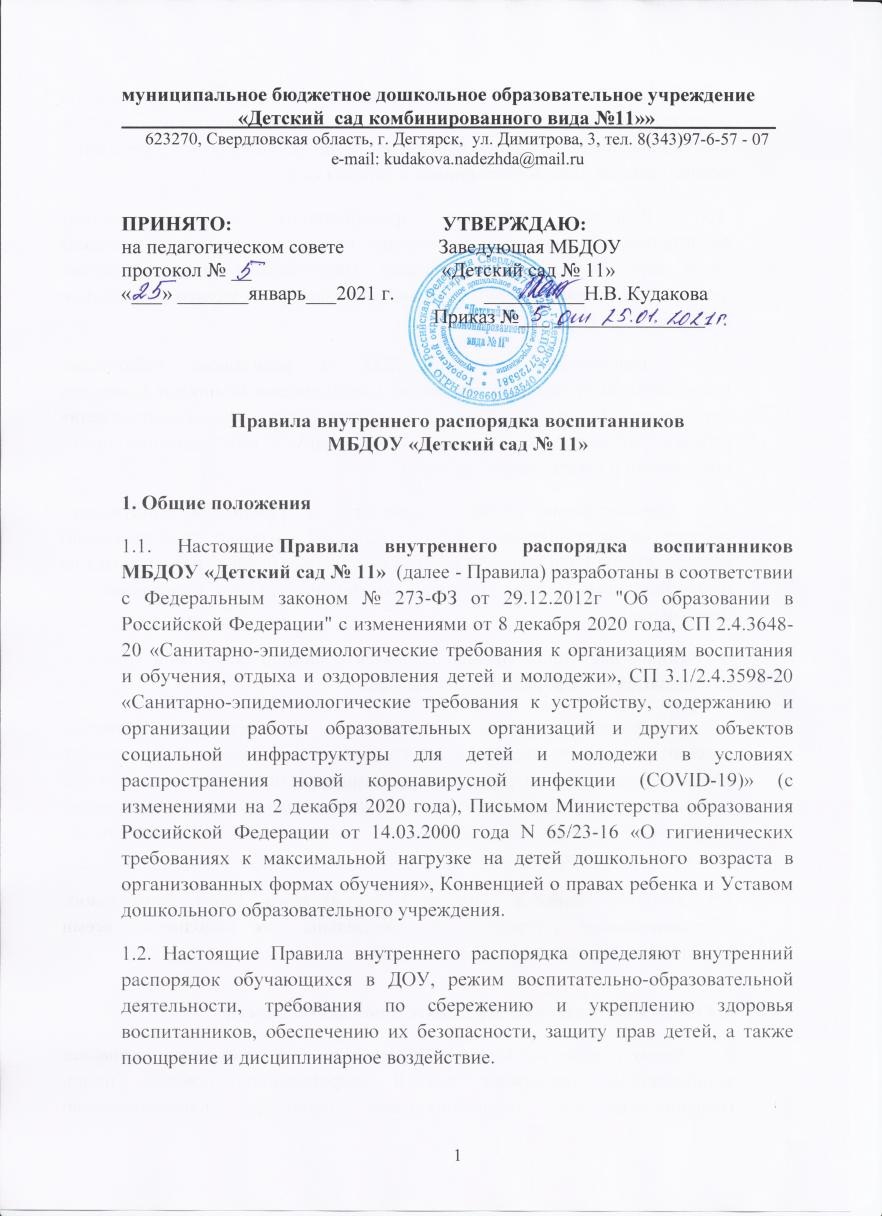 муниципальное бюджетное дошкольное образовательное учреждение
«Детский сад комбинированного вида №11»»
623270, Свердловская область, г. Дегтярск, ул. Димитрова, 3, тел. 8(343)97-6-57 - 07
e-mail: kudakova.nadezhda@mail.ru
ПРИНЯТО: УТВЕРЖДАЮ:
на педагогическом совете Заведующая МБДОУ
протокол № 5 «Детский сад № 11»
«25» _______январь___2021 г. __________Н.В. Кудакова
Приказ № 5 от 25.01.2021г.
"Детский сад
комбинированного
вида № 11"
ОГРН 1026601643540
Правила внутреннего распорядка воспитанников
МБДОУ «Детский сад № 11»
1. Общие положения
1.1. Настоящие Правила внутреннего распорядка воспитанников
МБДОУ «Детский сад № 11» (далее - Правила) разработаны в соответствии
с Федеральным законом № 273-ФЗ от 29.12.2012г "Об образовании в
Российской Федерации" с изменениями от 8 декабря 2020 года, СП 2.4.3648-
20 «Санитарно-эпидемиологические требования к организациям воспитания
и обучения, отдыха и оздоровления детей и молодежи», СП 3.1/2.4.3598-20
«Санитарно-эпидемиологические требования к устройству, содержанию и
организации работы образовательных организаций и других объектов
социальной инфраструктуры для детей и молодежи в условиях
распространения новой коронавирусной инфекции (COVID-19)» (с
изменениями на 2 декабря 2020 года), Письмом Министерства образования
Российской Федерации от 14.03.2000 года N 65/23-16 «О гигиенических
требованиях к максимальной нагрузке на детей дошкольного возраста в
организованных формах обучения», Конвенцией о правах ребенка и Уставом
дошкольного образовательного учреждения.
1.2. Настоящие Правила внутреннего распорядка определяют внутренний
распорядок обучающихся в ДОУ, режим воспитательно-образовательной
деятельности, требования по сбережению и укреплению здоровья
воспитанников, обеспечению их безопасности, защиту прав детей, а также
поощрение и дисциплинарное воздействие.
1